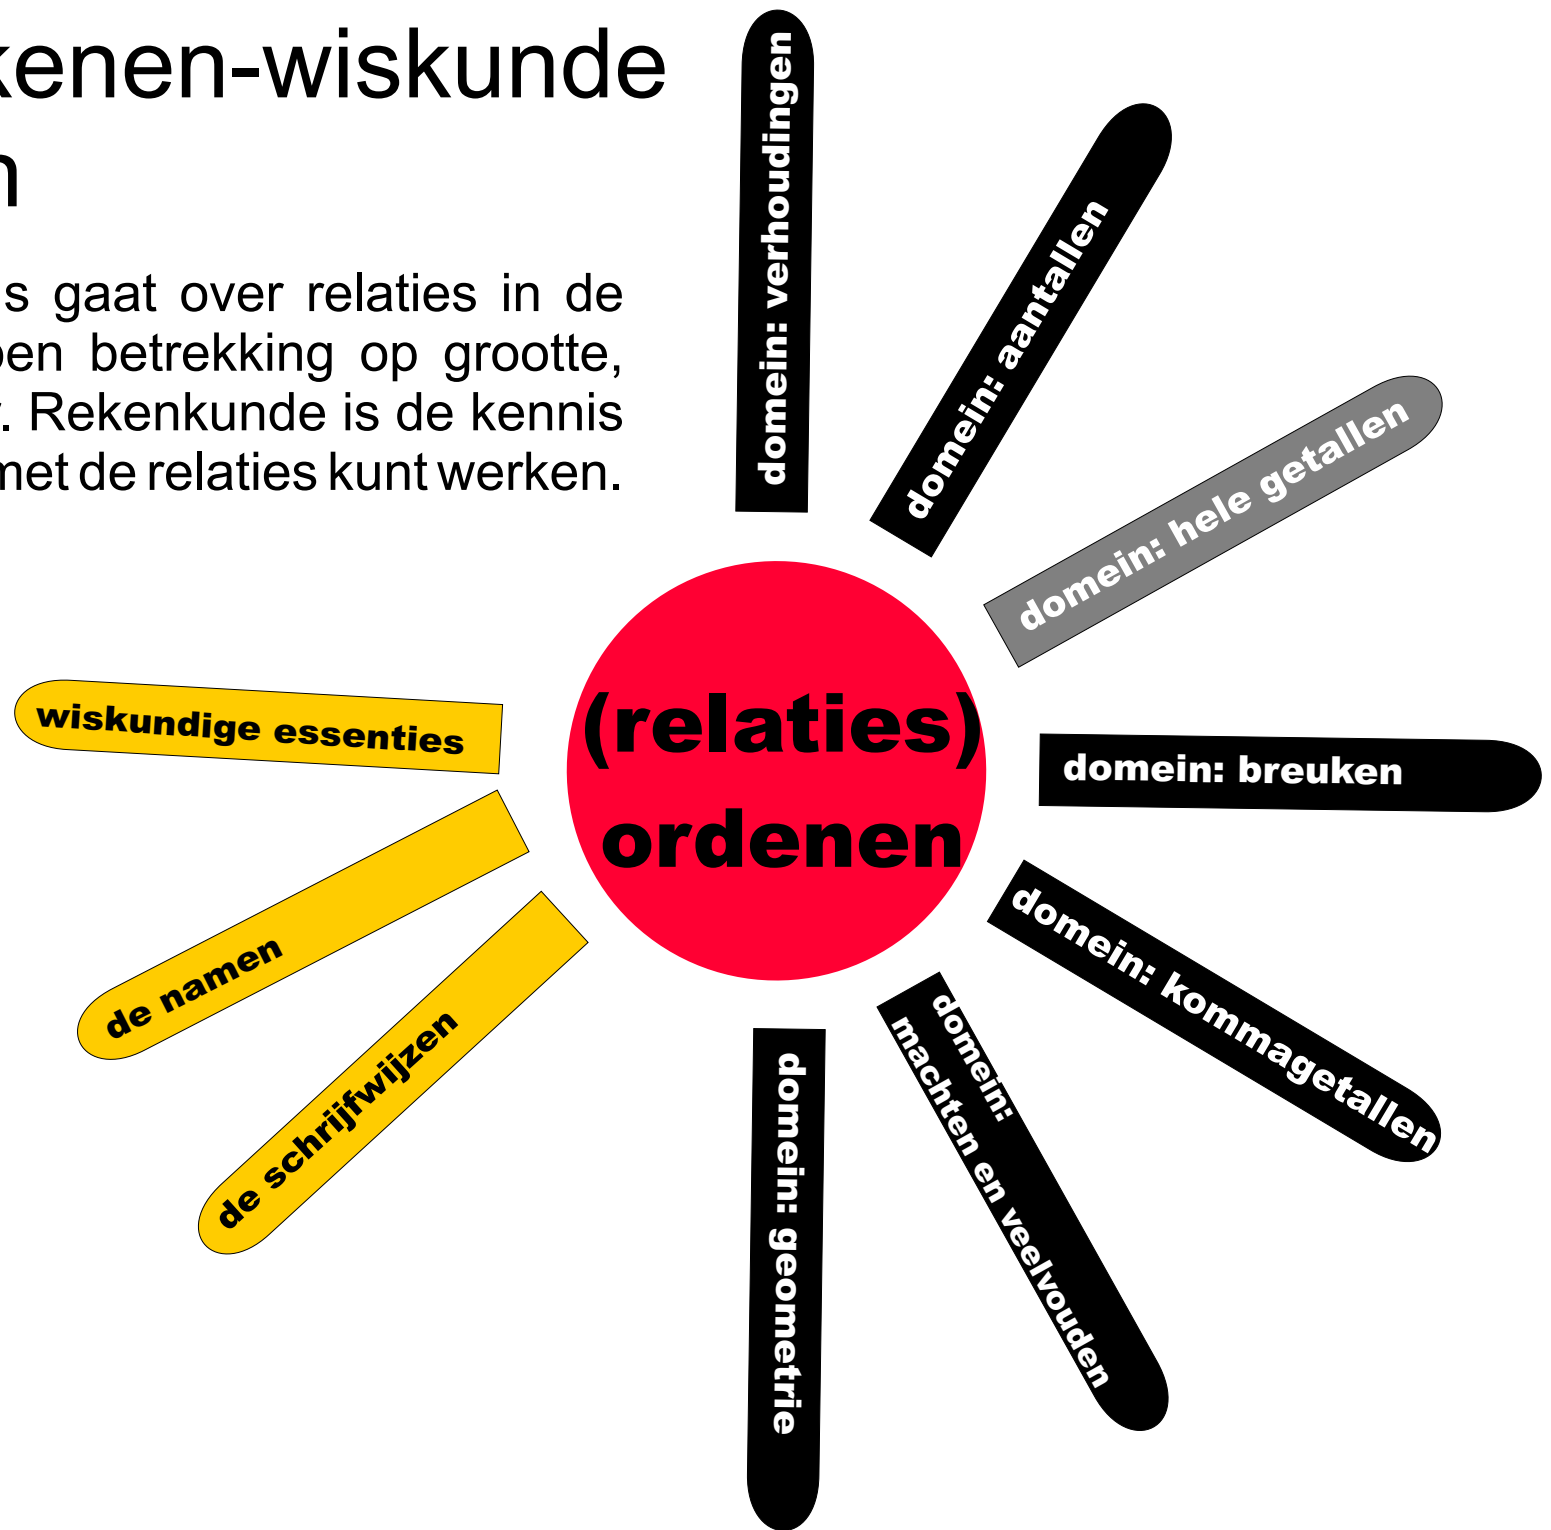 kenen-wiskunde
n
s gaat over relaties in de
en betrekking op grootte,
. Rekenkunde is de kennis
met de relaties kunt werken.
domein: verhoudingen
domein: aantallen
domein: hele getallen
domein: breuken
domein: kommagetallen
domein:
machten en veelvouden
domein: geometrie
(relaties)
ordenen
wiskundige essenties
de namen
de schrijfwijzen